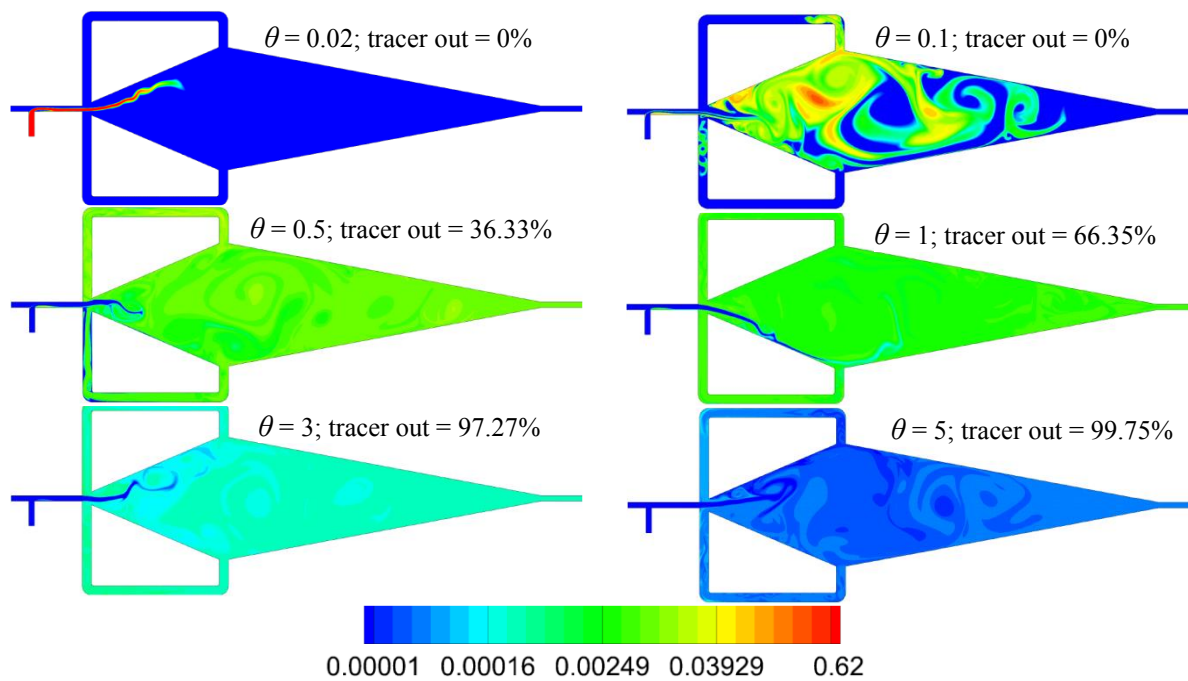 θ = 0.02; tracer out = 0%
θ = 0.1; tracer out = 0%
θ = 0.5; tracer out = 36.33%
θ = 1; tracer out = 66.35%
θ = 3; tracer out = 97.27%
θ = 5; tracer out = 99.75%
0.00001 0.00016 0.00249 0.03929 0.62